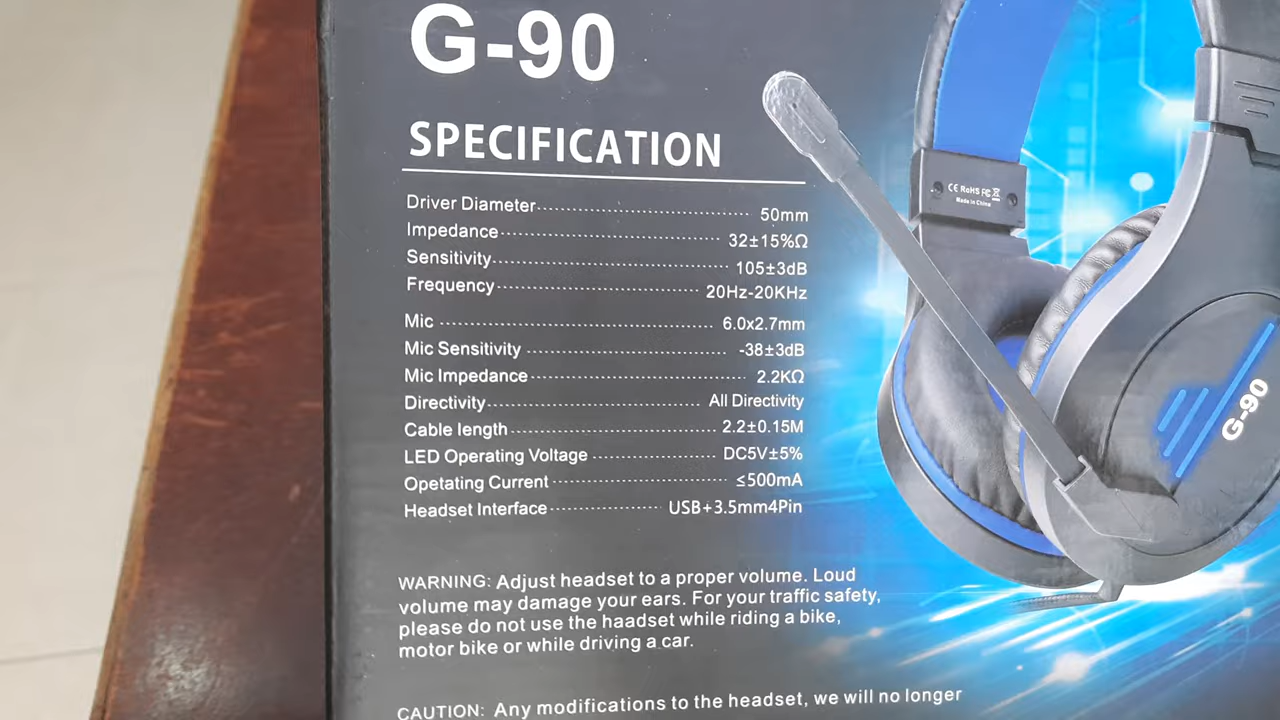 G-90
SPECIFICATION
Driver Diameter........................................ 50mm
Impedance........................................ 32±15%Ω
Sensitivity........................................ 105±3dB
Frequency........................................ 20Hz-20KHz
Mic ........................................ 6.0x2.7mm
Mic Sensitivity ........................................ -38±3dB
Mic Impedance........................................ 2.2KΩ
Directivity........................................ All Directivity
Cable length........................................ 2.2±0.15M
LED Operating Voltage ........................ DC5V±5%
Opetating Current ........................ ≤500mA
Headset Interface........................ USB+3.5mm4Pin
WARNING: Adjust headset to a proper volume. Loud
volume may damage your ears. For your traffic safety,
please do not use the haadset while riding a bike,
motor bike or while driving a car.
CAUTION: Any modifications to the headset, we will no longer
CE RoHS FC
Made in China
G-90